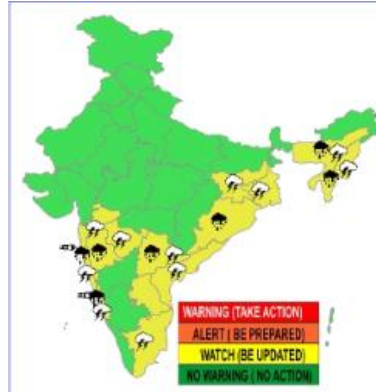 WARNING (TAKE ACTION)
ALERT ( BE PREPARED)
WATCH (BE UPDATED)
NO WARNING ( NO ACTION)